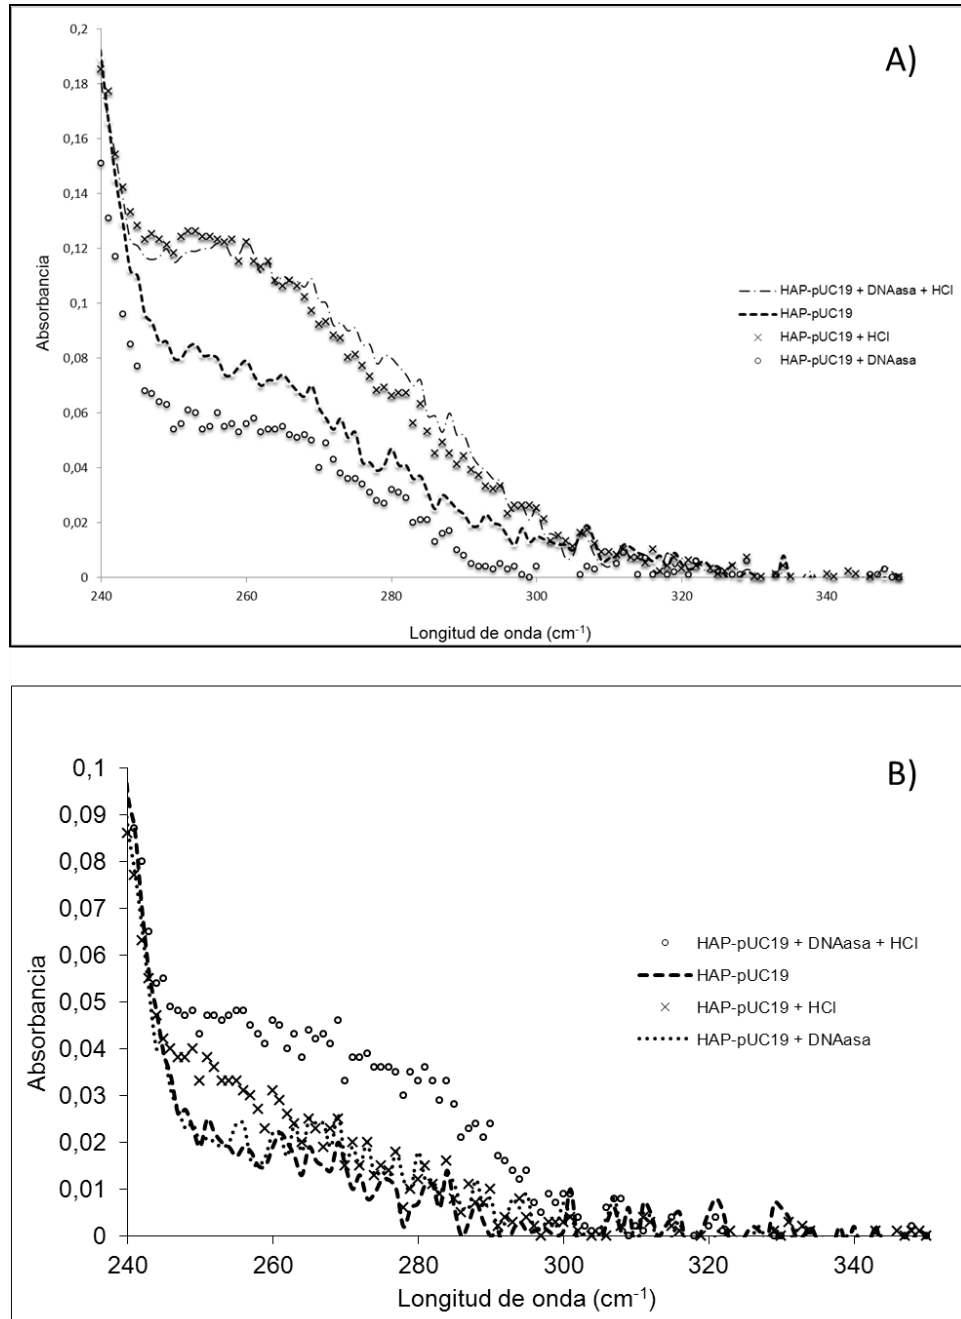 A)
0,2
0,18
0,16
0,14
0,12
0,1
0,08
0,06
0,04
0,02
0
Absorbancia
240 260 280 300 320 340
Longitud de onda (cm⁻¹)
HAP-pUC19 + DNAasa + HCl
HAP-pUC19
HAP-pUC19 + HCl
HAP-pUC19 + DNAasa
B)
0,1
0,09
0,08
0,07
0,06
0,05
0,04
0,03
0,02
0,01
0
Absorbancia
240 260 280 300 320 340
Longitud de onda (cm⁻¹)
HAP-pUC19 + DNAasa + HCl
HAP-pUC19
HAP-pUC19 + HCl
HAP-pUC19 + DNAasa